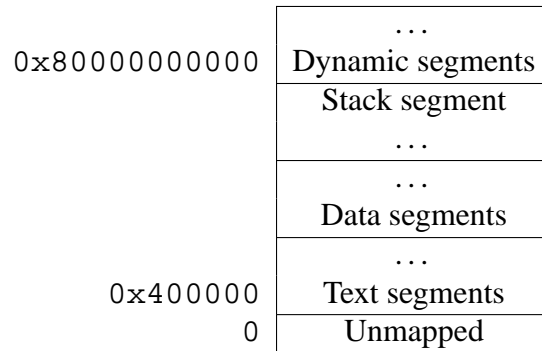 ...
0x80000000000 Dynamic segments
Stack segment
...
...
Data segments
...
0x400000 Text segments
0 Unmapped